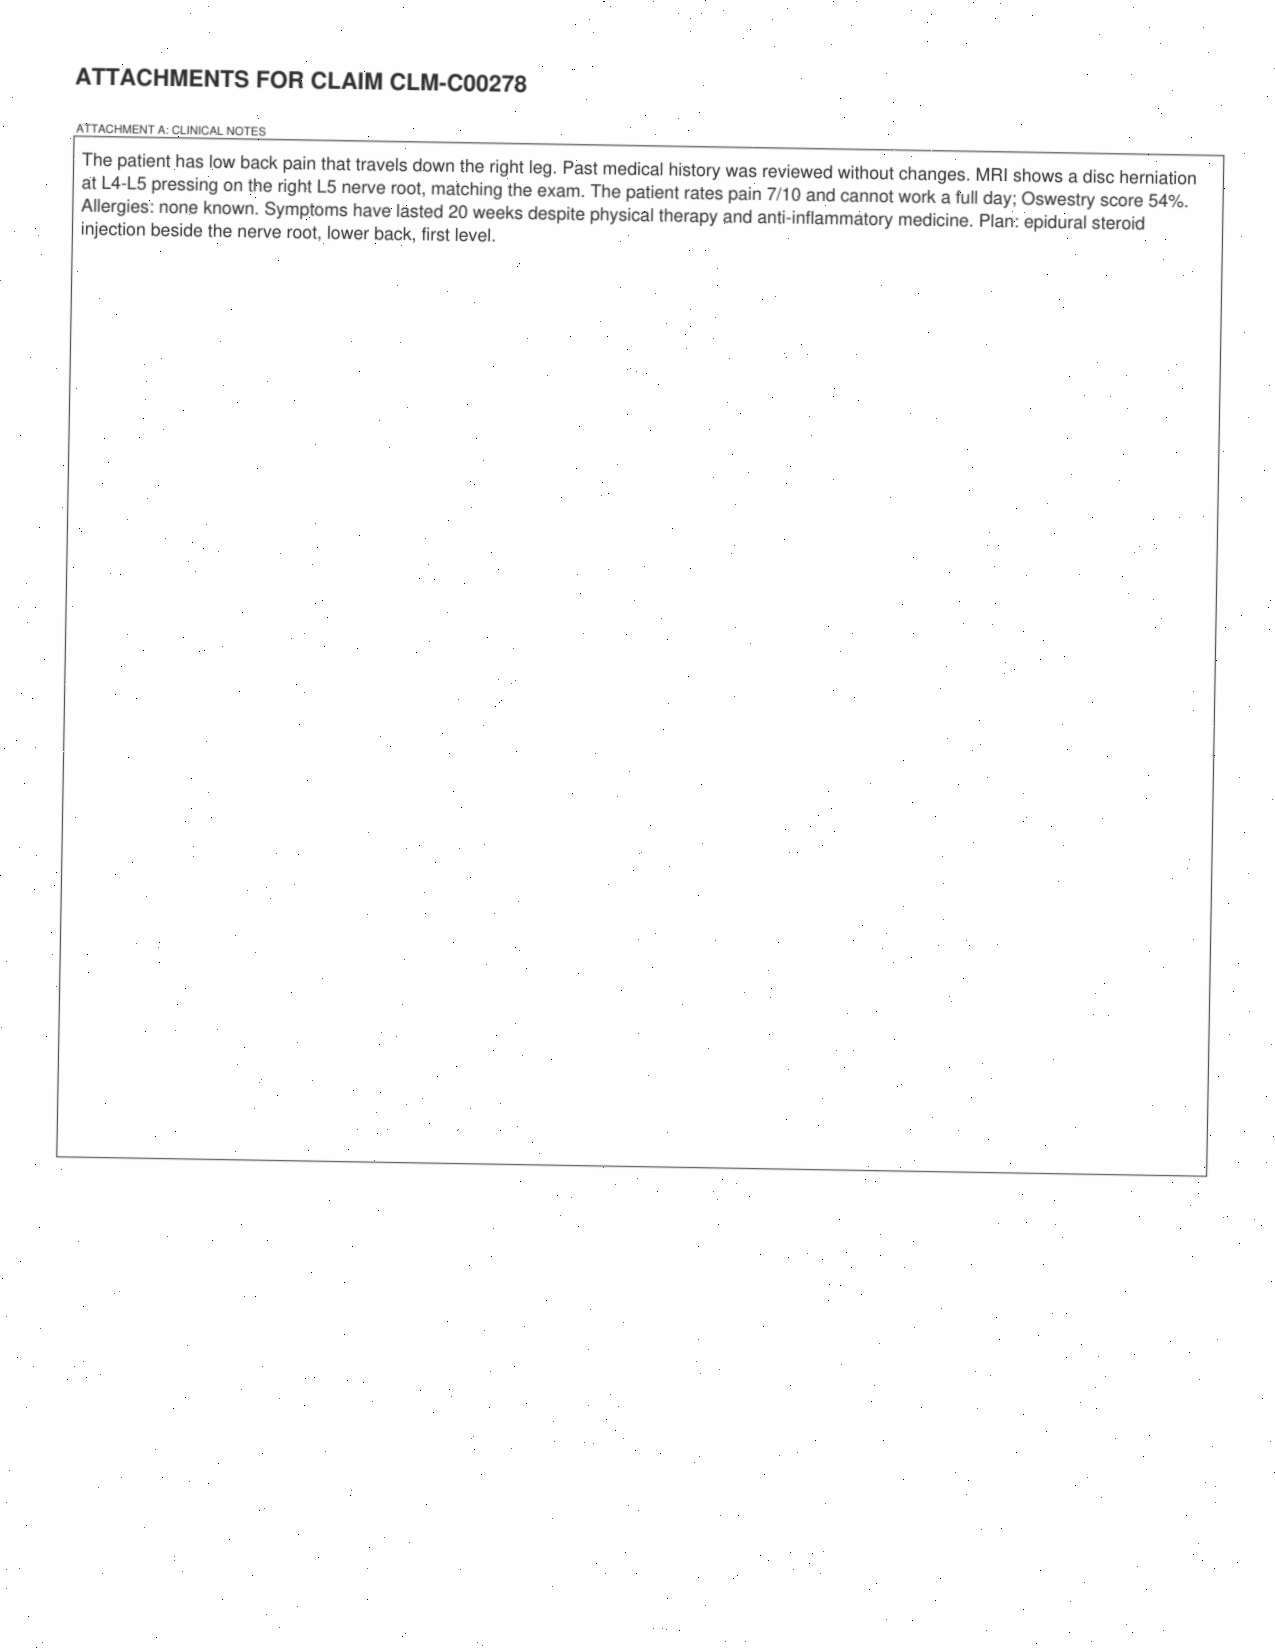 ATTACHMENTS FOR CLAIM CLM-C00278
ATTACHMENT A: CLINICAL NOTES
The patient has low back pain that travels down the right leg. Past medical history was reviewed without changes. MRI shows a disc herniation
at L4-L5 pressing on the right L5 nerve root, matching the exam. The patient rates pain 7/10 and cannot work a full day; Oswestry score 54%.
Allergies: none known. Symptoms have lasted 20 weeks despite physical therapy and anti-inflammatory medicine. Plan: epidural steroid
injection beside the nerve root, lower back, first level.